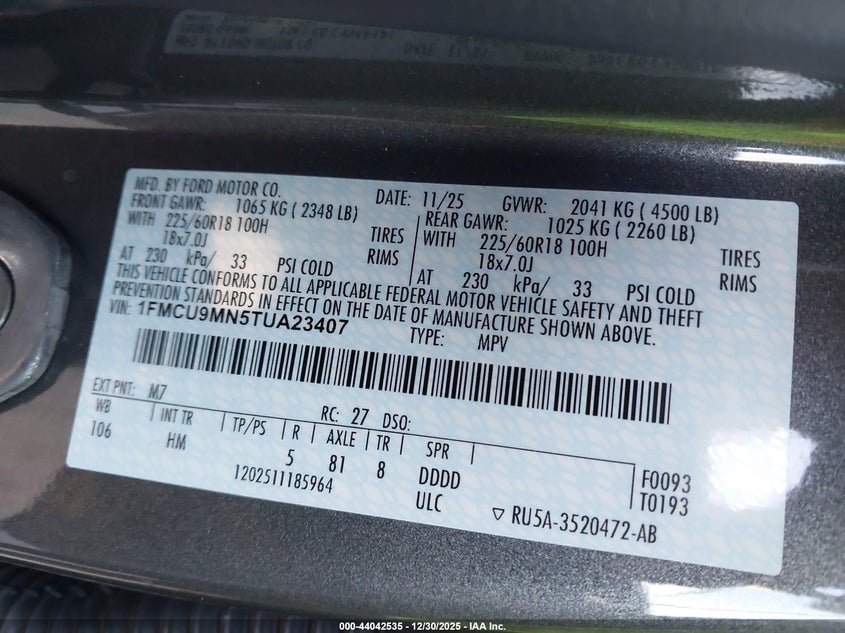 MFD. BY FORD MOTOR CO.
DATE: 11/25 GVWR: 2041 KG ( 4500 LB)
FRONT GAWR: 1065 KG ( 2348 LB)
REAR GAWR: 1025 KG ( 2260 LB)
WITH 225/60R18 100H TIRES
WITH 225/60R18 100H TIRES
18x7.0J RIMS
18x7.0J RIMS
AT 230 kPa/ 33 PSI COLD
AT 230 kPa/ 33 PSI COLD
THIS VEHICLE CONFORMS TO ALL APPLICABLE FEDERAL MOTOR VEHICLE SAFETY AND THEFT
PREVENTION STANDARDS IN EFFECT ON THE DATE OF MANUFACTURE SHOWN ABOVE.
VIN: 1FMCU9MN5TUA23407
TYPE: MPV
EXT PNT: M7 RC: 27 DSO:
WB INT TR TP/PS R AXLE TR SPR
106 HM 5 81 8 DDDD
F0093
T0193
1202511185964 ULC
▽ RU5A-3520472-AB
000-44042535 - 12/30/2025 - IAA Inc.